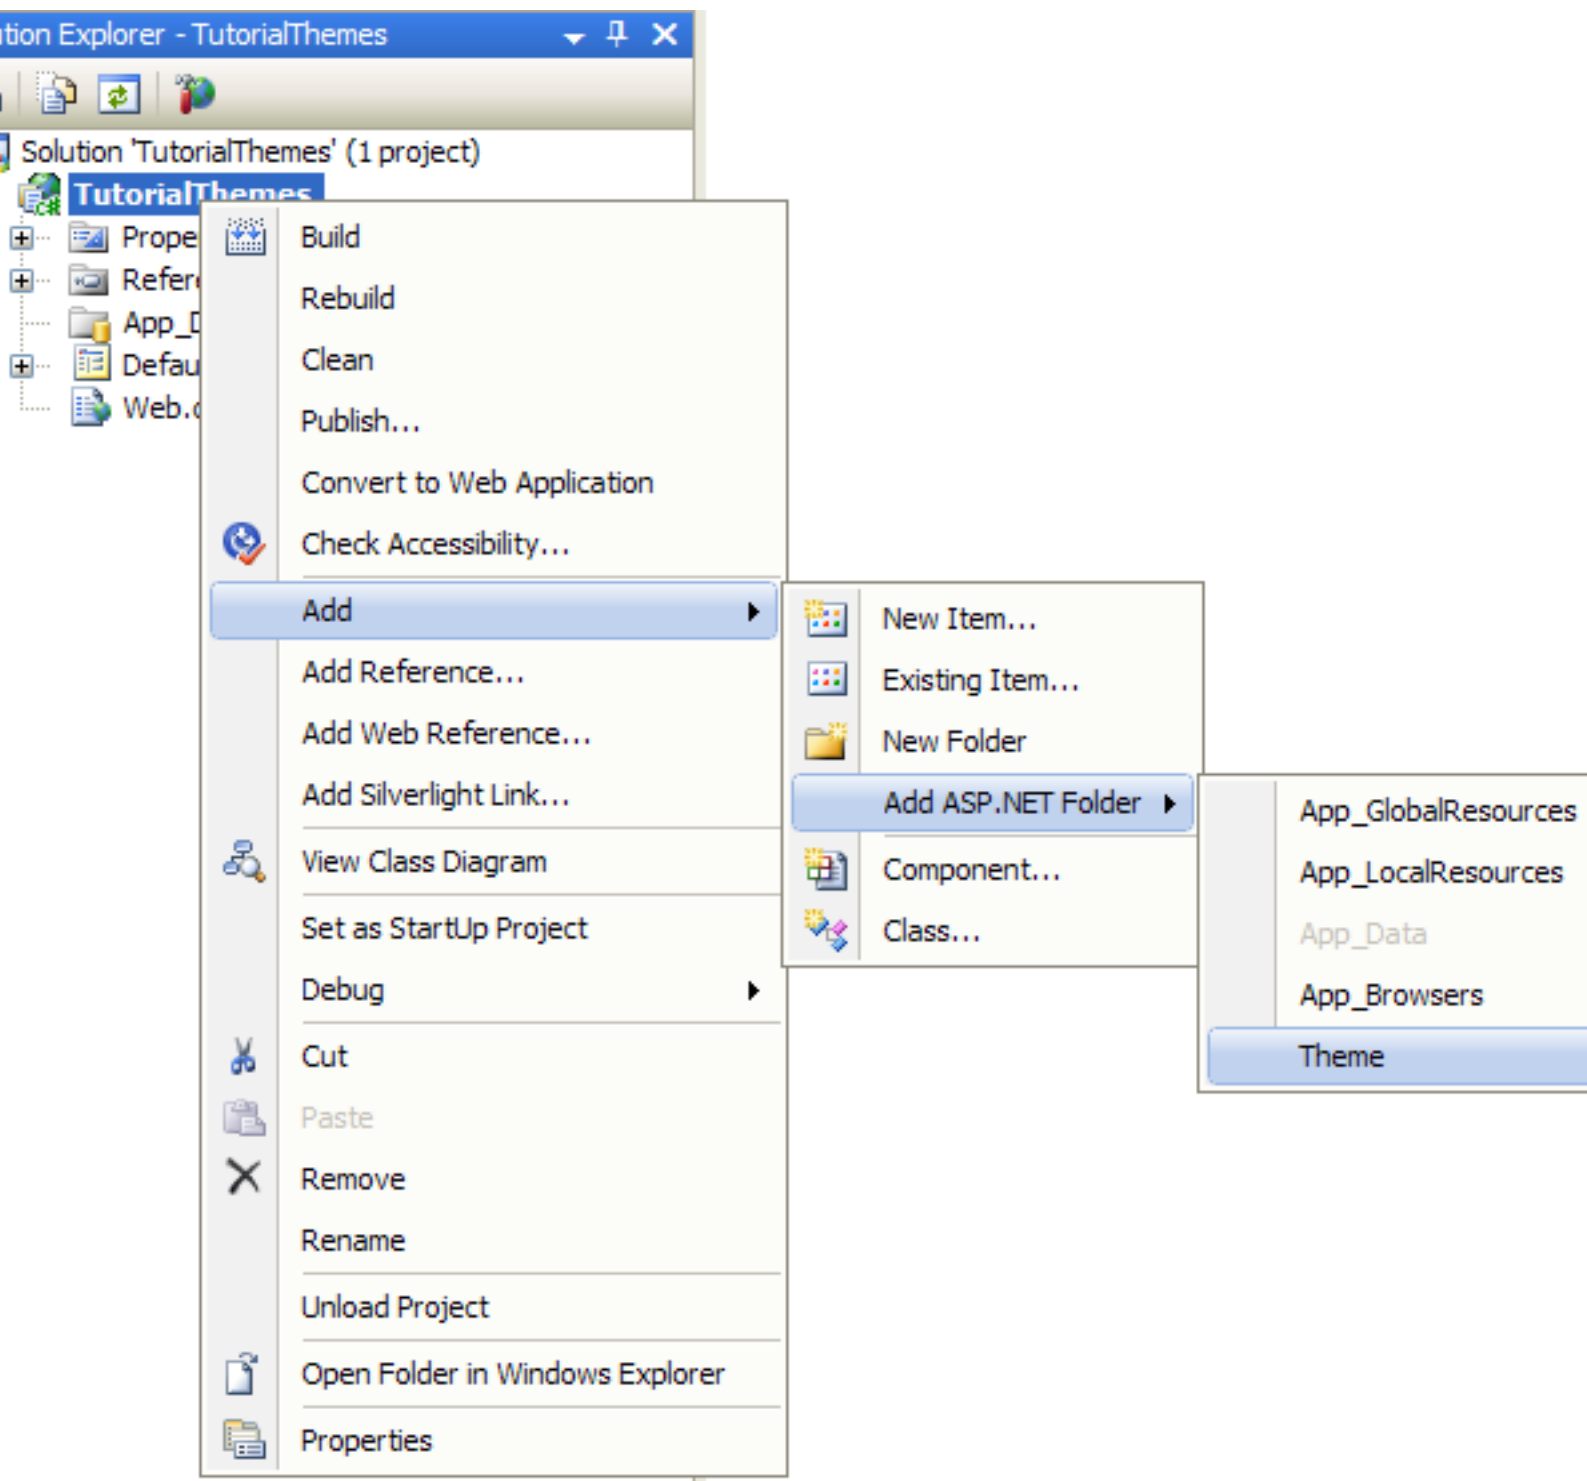 ution Explorer - TutorialThemes
Solution 'TutorialThemes' (1 project)
TutorialThemes
Prope
Refere
App_D
Defau
Web.c
Build
Rebuild
Clean
Publish...
Convert to Web Application
Check Accessibility...
Add
Add Reference...
Add Web Reference...
Add Silverlight Link...
View Class Diagram
Set as StartUp Project
Debug
Cut
Paste
Remove
Rename
Unload Project
Open Folder in Windows Explorer
Properties
New Item...
Existing Item...
New Folder
Add ASP.NET Folder
Component...
Class...
App_GlobalResources
App_LocalResources
App_Data
App_Browsers
Theme